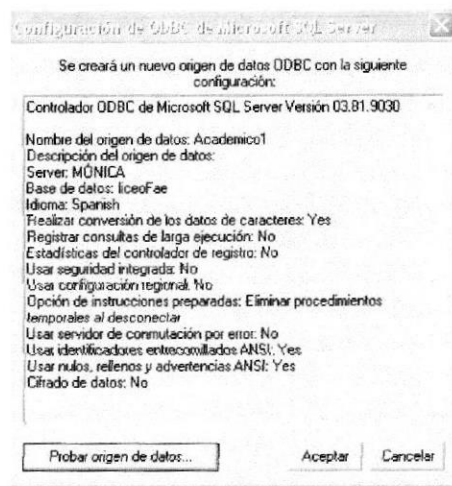 Configuración de ODBC de Microsoft SQL Server
Se creará un nuevo origen de datos ODBC con la siguiente
configuración:
Controlador ODBC de Microsoft SQL Server Versión 03.81.9030
Nombre del origen de datos: Academico1
Descripción del origen de datos:
Server: MÓNICA
Base de datos: liceoFae
Idioma: Spanish
Realizar conversión de los datos de caracteres: Yes
Registrar consultas de larga ejecución: No
Estadísticas del controlador de registro: No
Usar seguridad integrada: No
Usar configuración regional: No
Opción de instrucciones preparadas: Eliminar procedimientos
temporales al desconectar
Usar servidor de conmutación por error: No
Usar identificadores entrecomillados ANSI: Yes
Usar nulos, rellenos y advertencias ANSI: Yes
Cifrado de datos: No
Probar origen de datos...
Aceptar
Cancelar